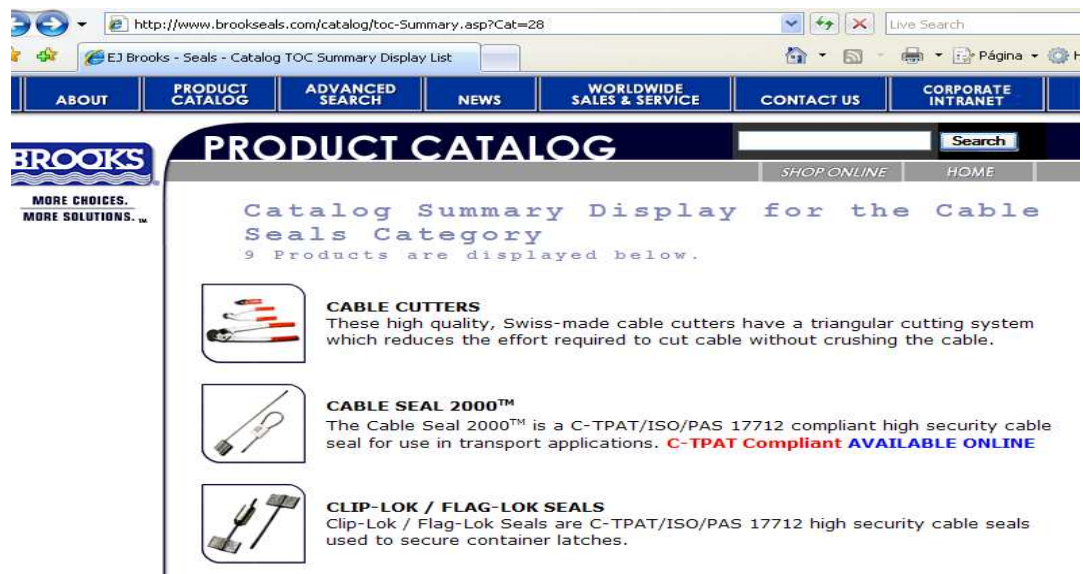 http://www.brookseals.com/catalog/toc-Summary.asp?Cat=28
Live Search
EJ Brooks - Seals - Catalog TOC Summary Display List
Página
ABOUT
PRODUCT CATALOG
ADVANCED SEARCH
NEWS
WORLDWIDE SALES & SERVICE
CONTACT US
CORPORATE INTRANET
BROOKS
MORE CHOICES.
MORE SOLUTIONS. TM
PRODUCT CATALOG
Search
SHOP ONLINE
HOME
Catalog Summary Display for the Cable
Seals Category
9 Products are displayed below.
CABLE CUTTERS
These high quality, Swiss-made cable cutters have a triangular cutting system
which reduces the effort required to cut cable without crushing the cable.
CABLE SEAL 2000™
The Cable Seal 2000™ is a C-TPAT/ISO/PAS 17712 compliant high security cable
seal for use in transport applications. C-TPAT Compliant AVAILABLE ONLINE
CLIP-LOK / FLAG-LOK SEALS
Clip-Lok / Flag-Lok Seals are C-TPAT/ISO/PAS 17712 high security cable seals
used to secure container latches.